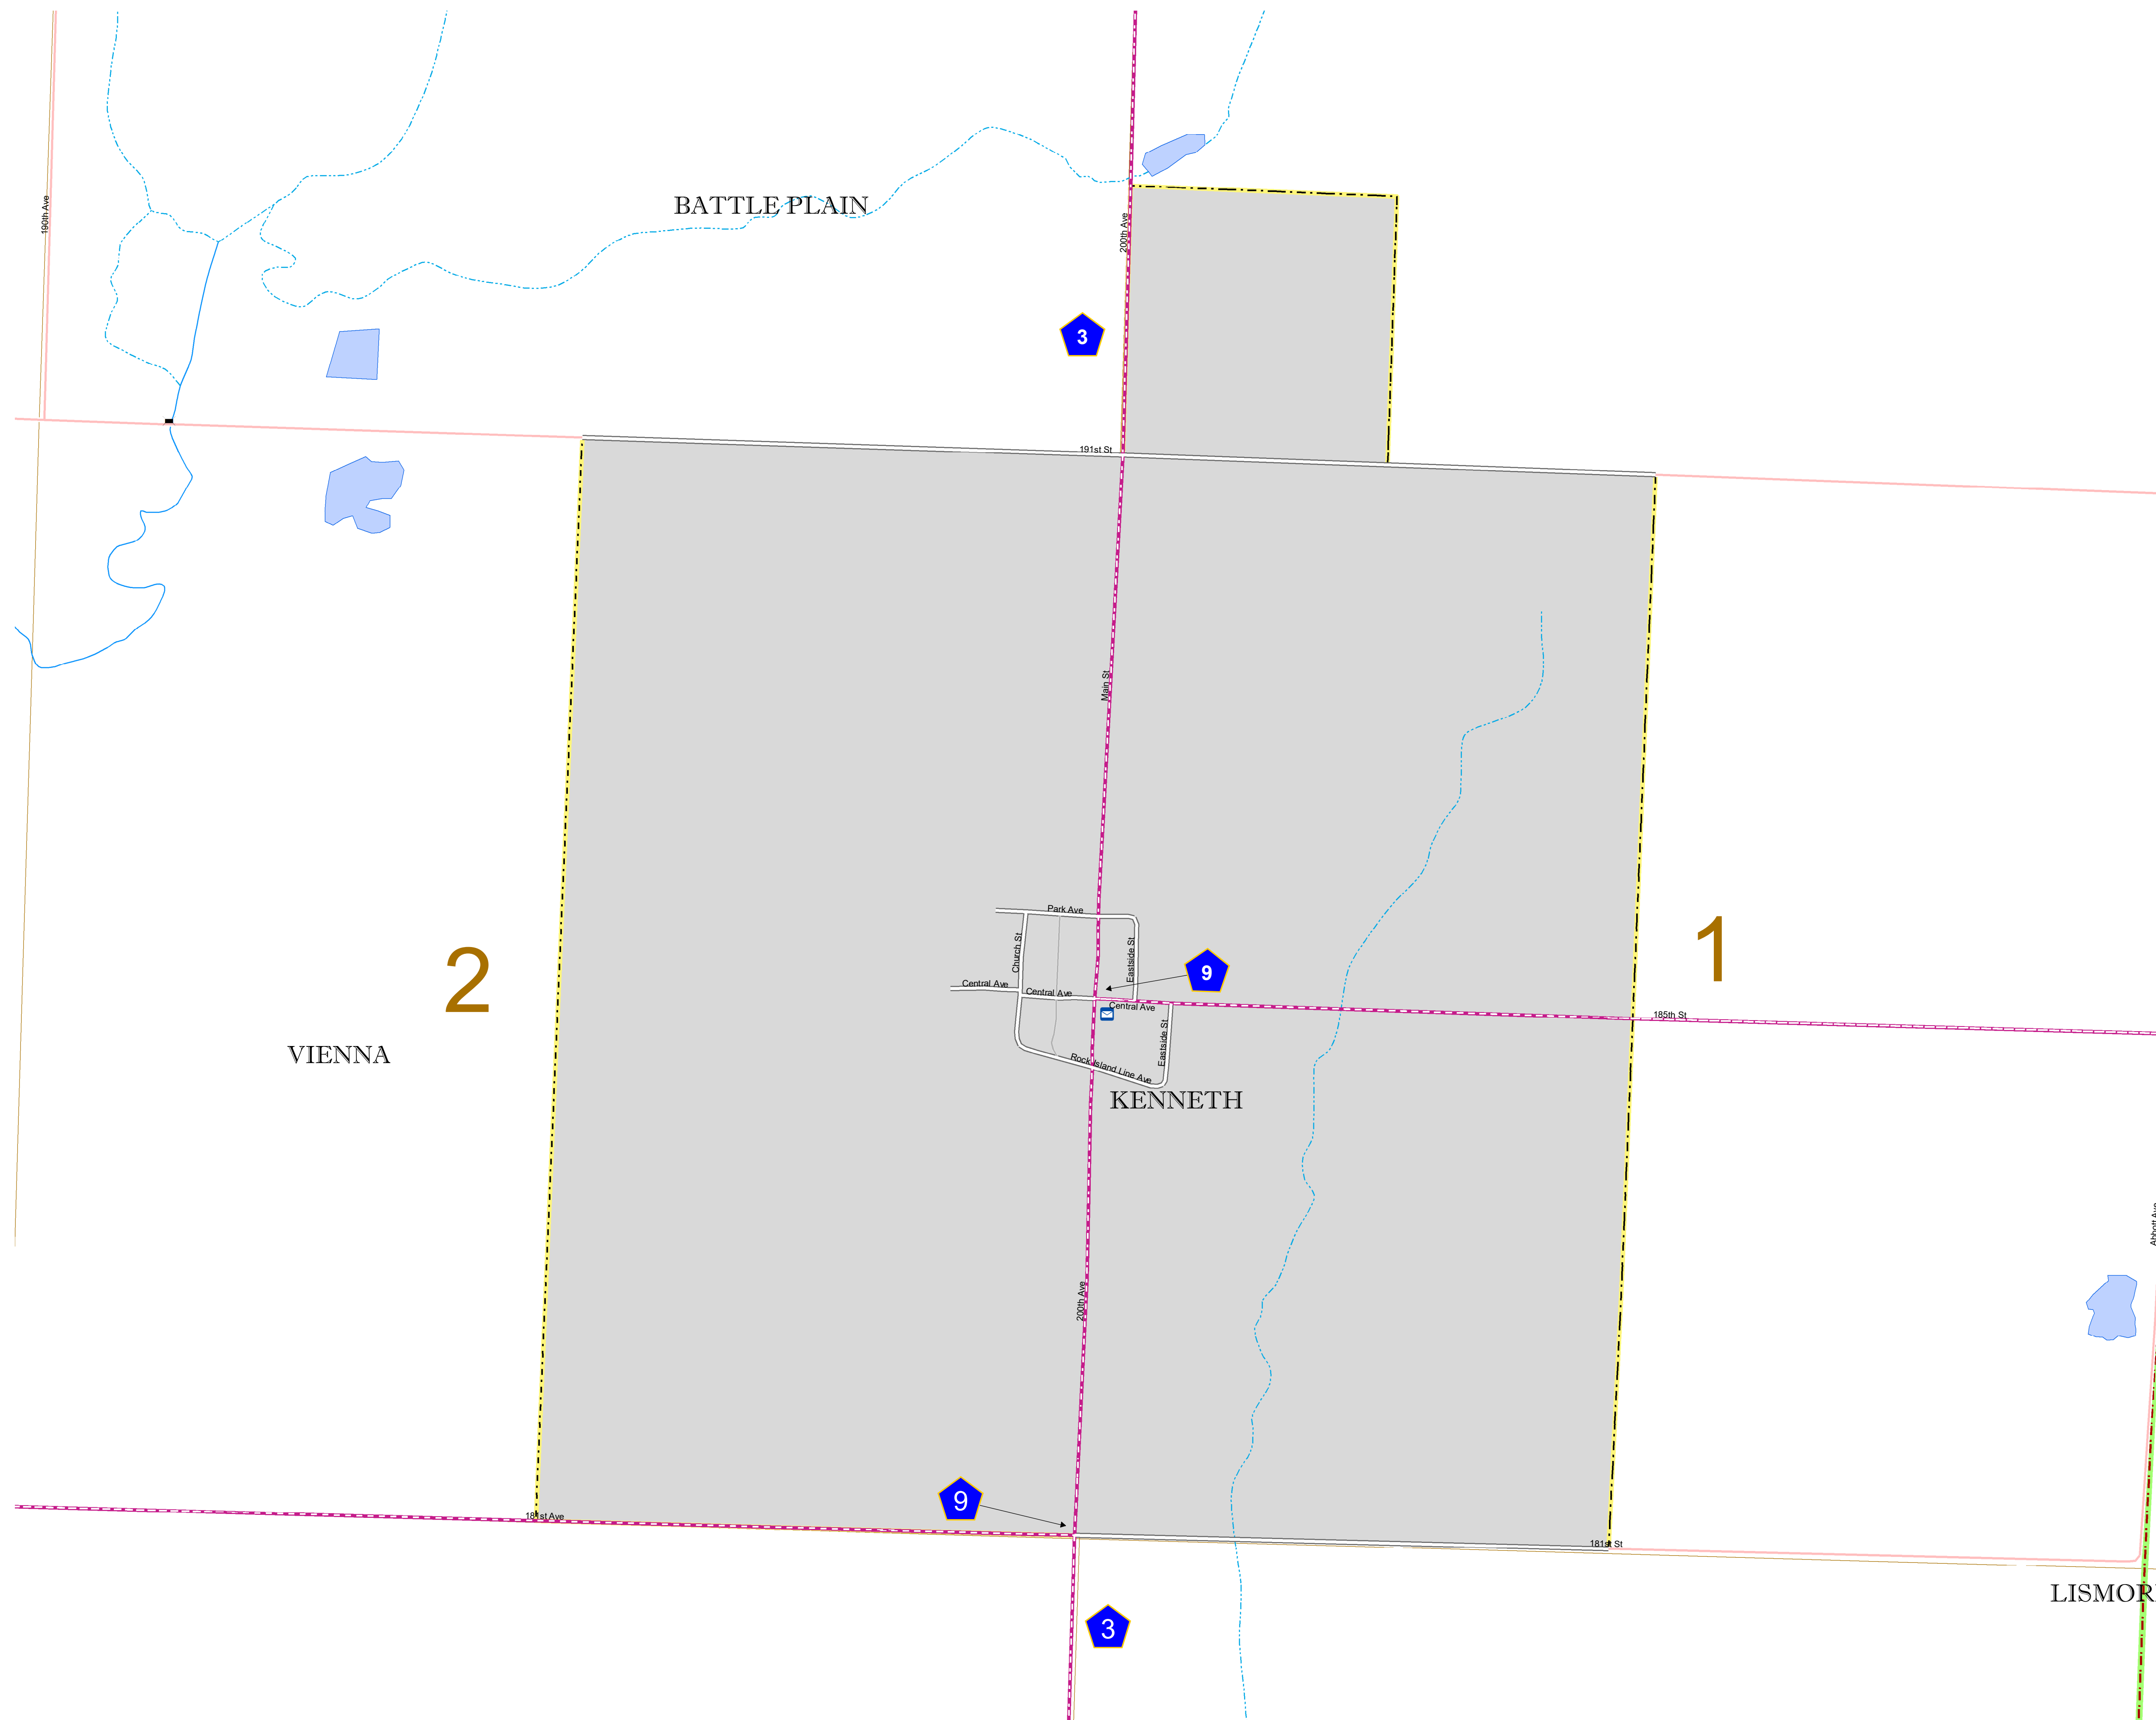 190th Ave
BATTLE PLAIN
200th Ave
3
191st St
Main St
Park Ave
Church St
Eastside St
9
1
2
Central Ave
Central Ave
Central Ave
185th St
Eastside St
VIENNA
Rock Island Line Ave
KENNETH
Abbott Ave
200th Ave
9
181st Ave
181st St
LISMOR
3